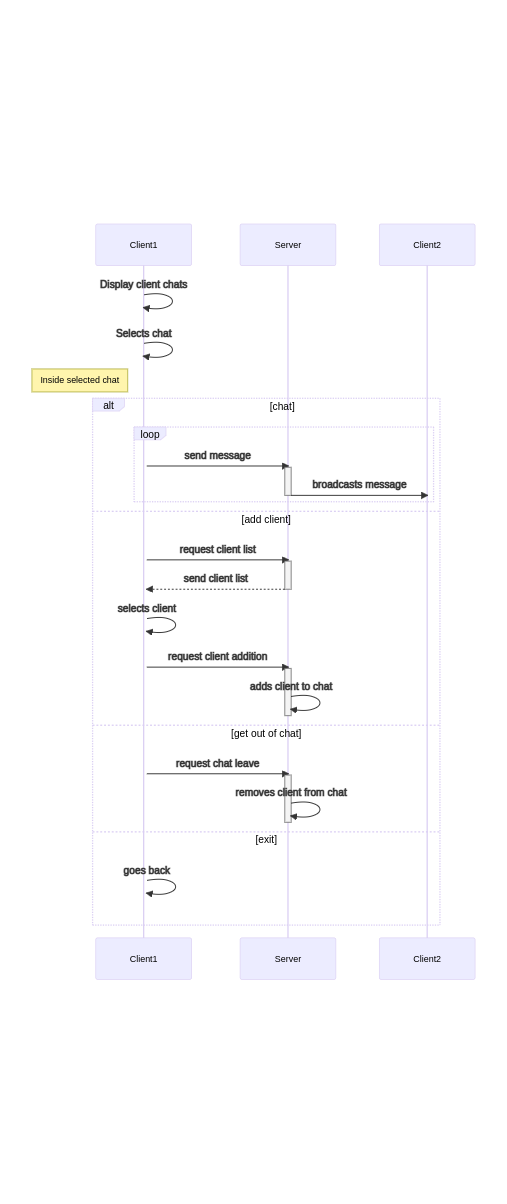 Client1
Server
Client2
Display client chats
Selects chat
Inside selected chat
alt
[chat]
loop
send message
broadcasts message
[add client]
request client list
send client list
selects client
request client addition
adds client to chat
[get out of chat]
request chat leave
removes client from chat
[exit]
goes back
Client1
Server
Client2